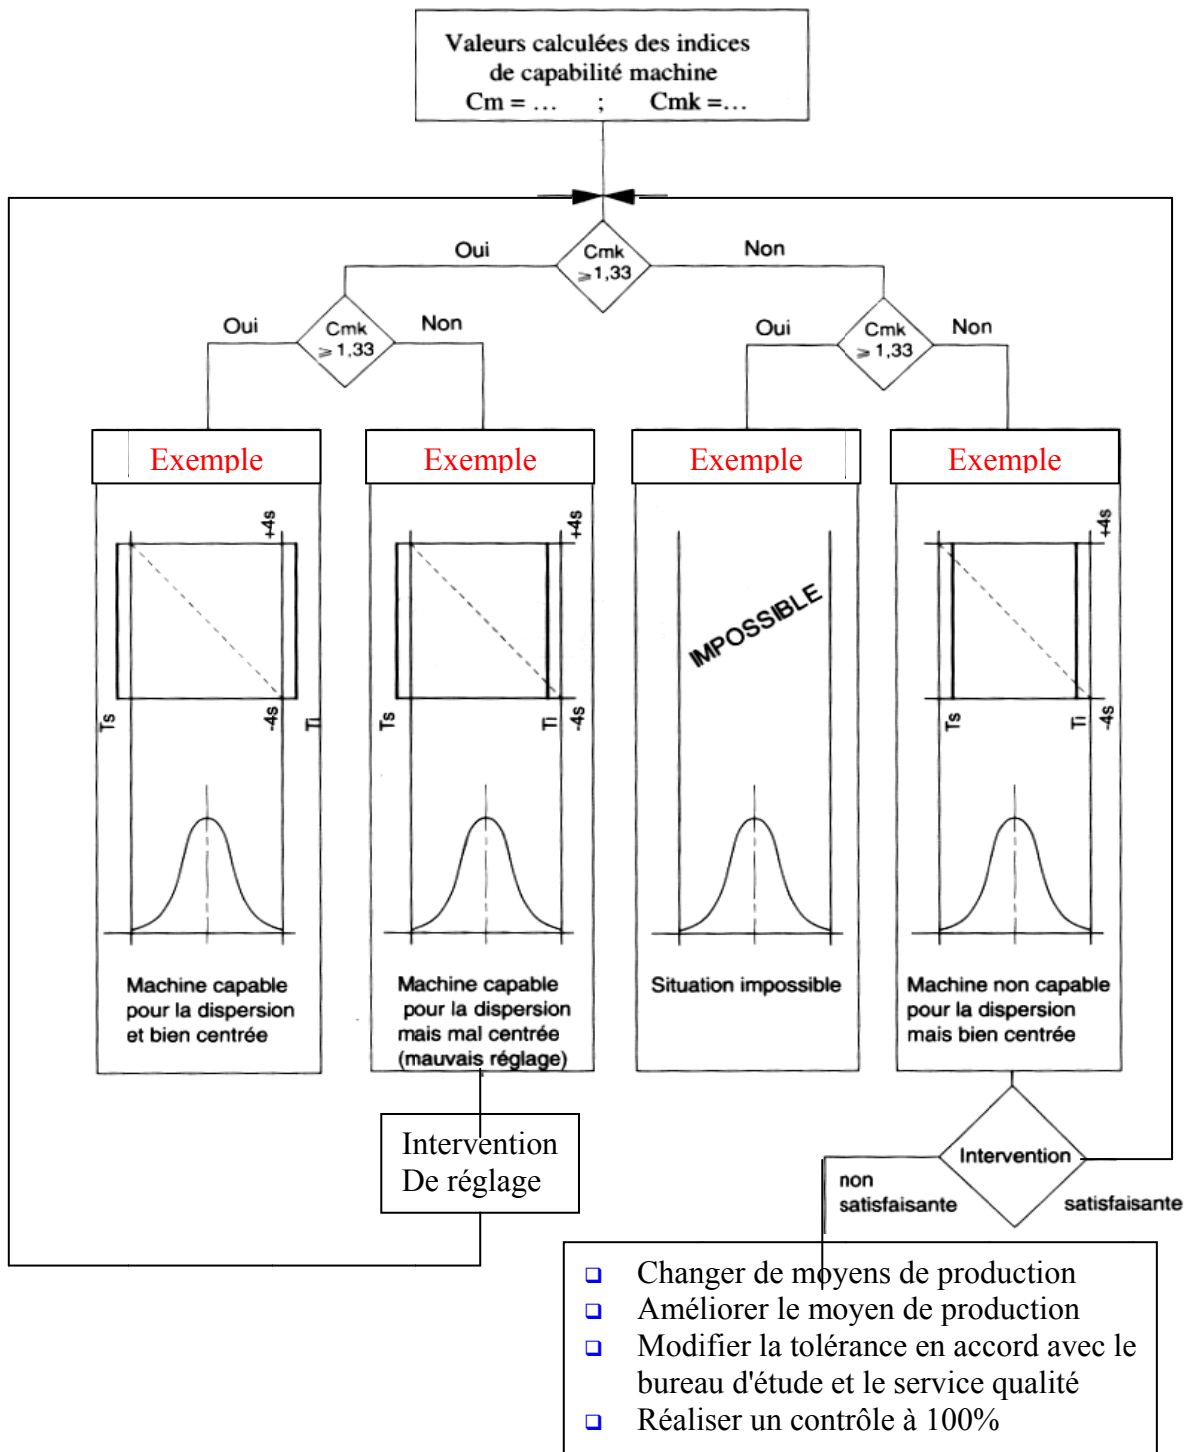 Valeurs calculées des indices
de capabilité machine
Cm = ... ; Cmk =...
Oui
Cmk
⩾1,33
Non
Oui
Cmk
⩾1,33
Non
Oui
Cmk
⩾1,33
Non
Exemple
Exemple
Exemple
Exemple
+4s
-4s
Ts
Ti
+4s
-4s
Ts
Ti
IMPOSSIBLE
+4s
-4s
Ts
Ti
Machine capable
pour la dispersion
et bien centrée
Machine capable
pour la dispersion
mais mal centrée
(mauvais réglage)
Situation impossible
Machine non capable
pour la dispersion
mais bien centrée
Intervention
De réglage
Intervention
non
satisfaisante
satisfaisante
❑ Changer de moyens de production
❑ Améliorer le moyen de production
❑ Modifier la tolérance en accord avec le
bureau d'étude et le service qualité
❑ Réaliser un contrôle à 100%